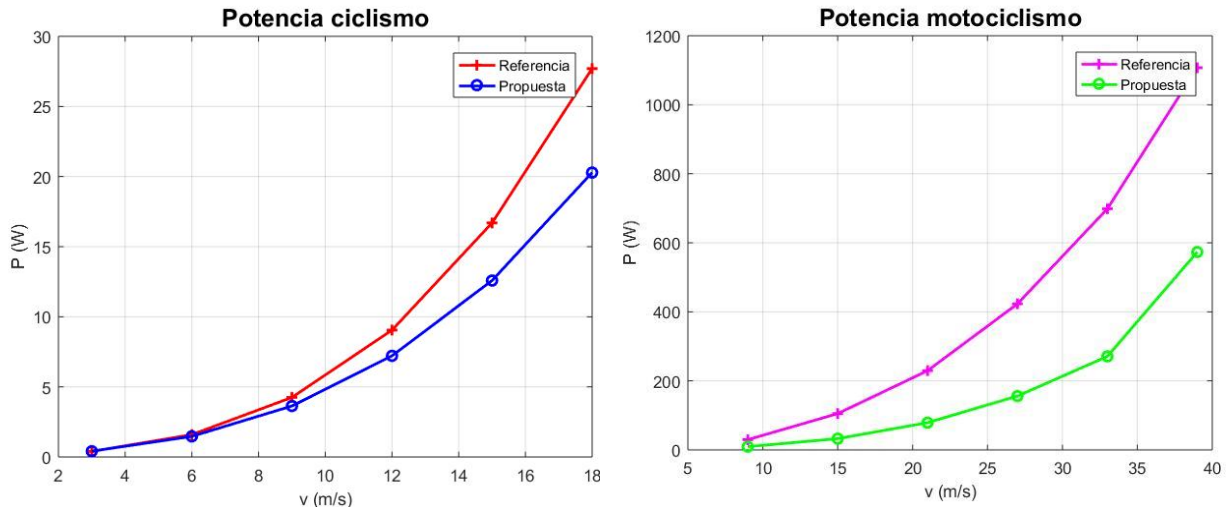 Potencia ciclismo
30
25
20
15
10
5
0
P (W)
2 4 6 8 10 12 14 16 18
v (m/s)
Referencia
Propuesta
Potencia motociclismo
1200
1000
800
600
400
200
0
P (W)
5 10 15 20 25 30 35 40
v (m/s)
Referencia
Propuesta